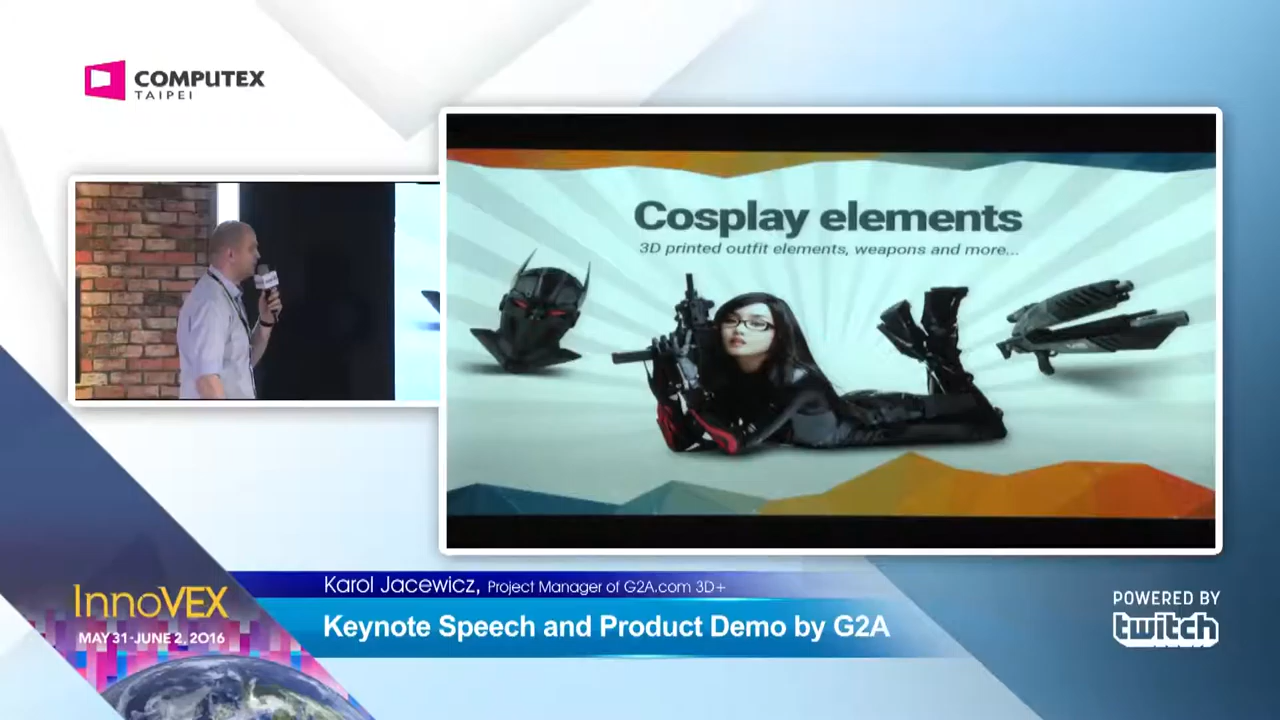 COMPUTEX
TAIPEI
Cosplay elements
3D printed outfit elements, weapons and more...
Karol Jacewicz, Project Manager of G2A.com 3D+
Keynote Speech and Product Demo by G2A
InnoVEX
MAY 31-JUNE 2, 2016
POWERED BY
twitch